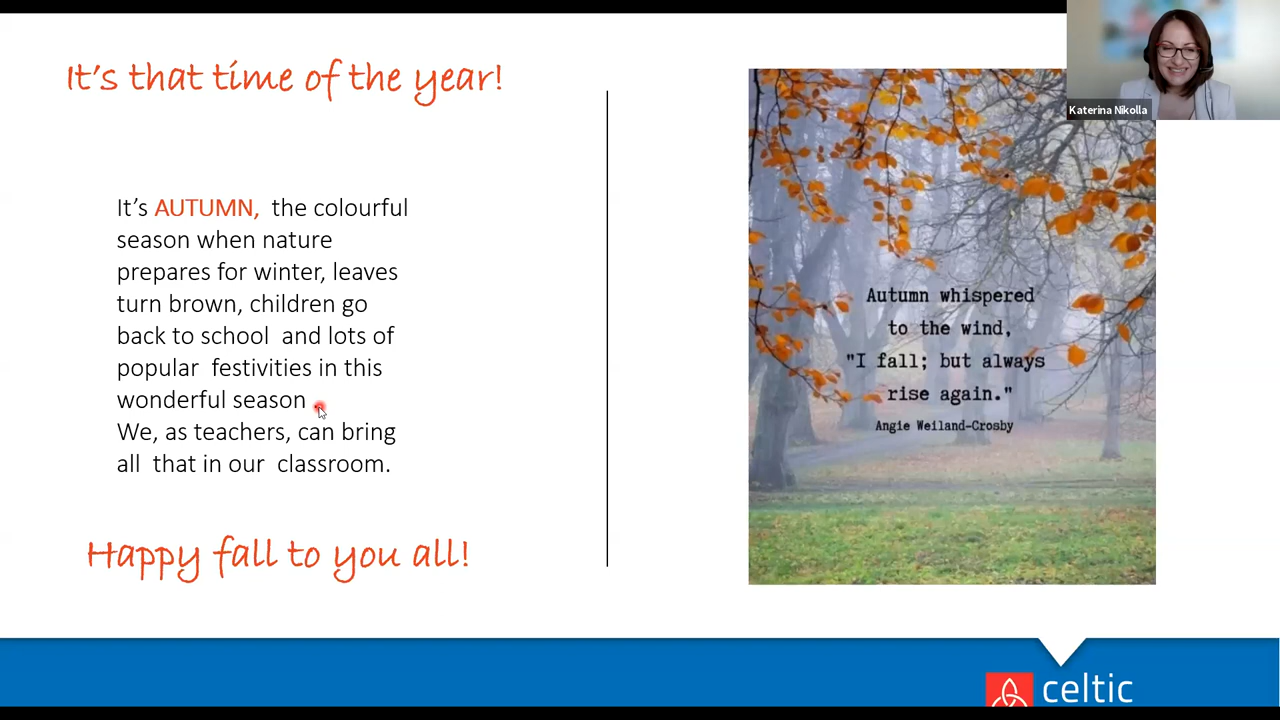 It's that time of the year!
It's AUTUMN, the colourful
season when nature
prepares for winter, leaves
turn brown, children go
back to school and lots of
popular festivities in this
wonderful season
We, as teachers, can bring
all that in our classroom.
Happy fall to you all!
Autumn whispered
to the wind,
"I fall; but always
rise again."
Angie Weiland-Crosby
Katerina Nikolla
celtic